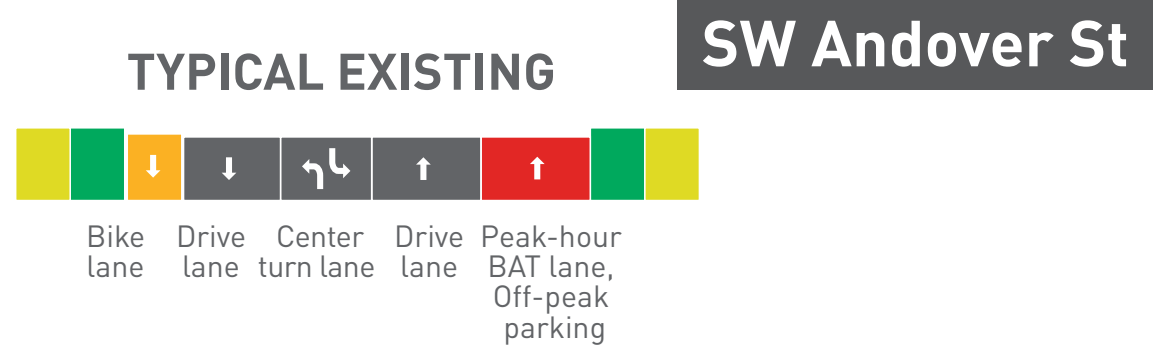 SW Andover St
TYPICAL EXISTING
Bike
lane
Drive
lane
Center
turn lane
Drive
lane
Peak-hour
BAT lane,
Off-peak
parking